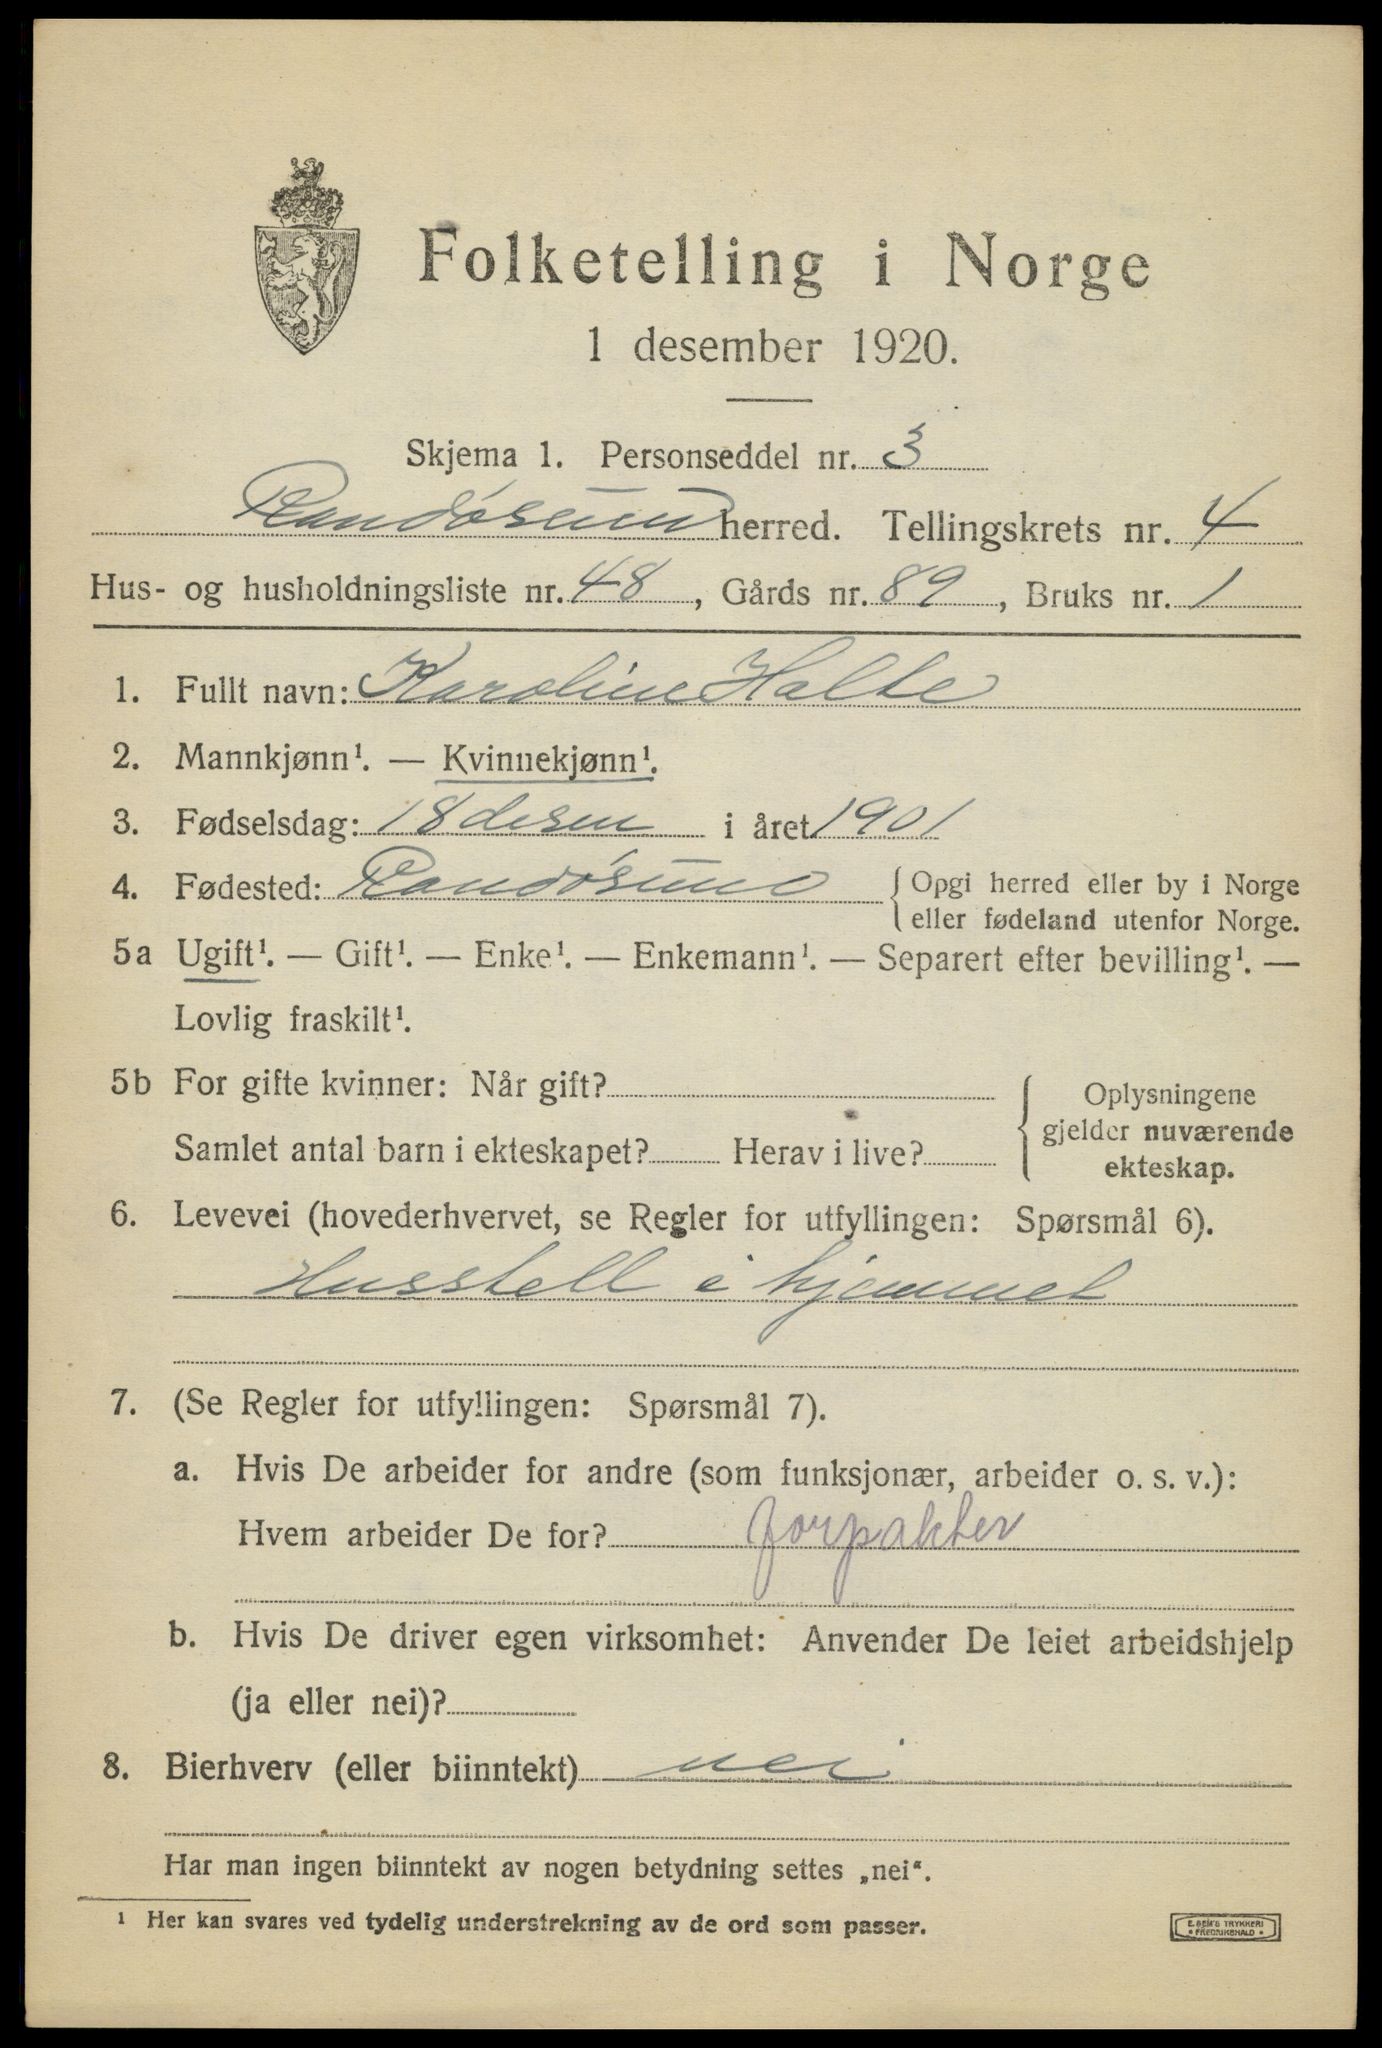 Folketelling i Norge
1 desember 1920.
Skjema 1. Personseddel nr. 3
Randøsund herred. Tellingskrets nr. 4
Hus- og husholdningsliste nr. 48, Gårds nr. 89, Bruks nr. 1
1. Fullt navn: Karoline Holte
2. Mannkjønn¹. — Kvinnekjønn¹.
3. Fødselsdag: 18 desem i året 1901
4. Fødested: Randøsund { Opgi herred eller by i Norge
eller fødeland utenfor Norge.
5a Ugift¹. — Gift¹. — Enke¹. — Enkemann¹. — Separert efter bevilling¹. —
Lovlig fraskilt¹.
5b For gifte kvinner: Når gift?
Samlet antal barn i ekteskapet? Herav i live?
{ Oplysningene
gjelder nuværende
ekteskap.
6. Levevei (hovederhvervet, se Regler for utfyllingen: Spørsmål 6).
Husstell i hjemmet
7. (Se Regler for utfyllingen: Spørsmål 7).
a. Hvis De arbeider for andre (som funksjonær, arbeider o. s. v.):
Hvem arbeider De for? forpakter
b. Hvis De driver egen virksomhet: Anvender De leiet arbeidshjelp
(ja eller nei)?
8. Bierhverv (eller biinntekt) nei
Har man ingen biinntekt av nogen betydning settes „nei“.
¹ Her kan svares ved tydelig understrekning av de ord som passer.
E. SEM'S TRYKKERI
• FREDRIKSHALD •